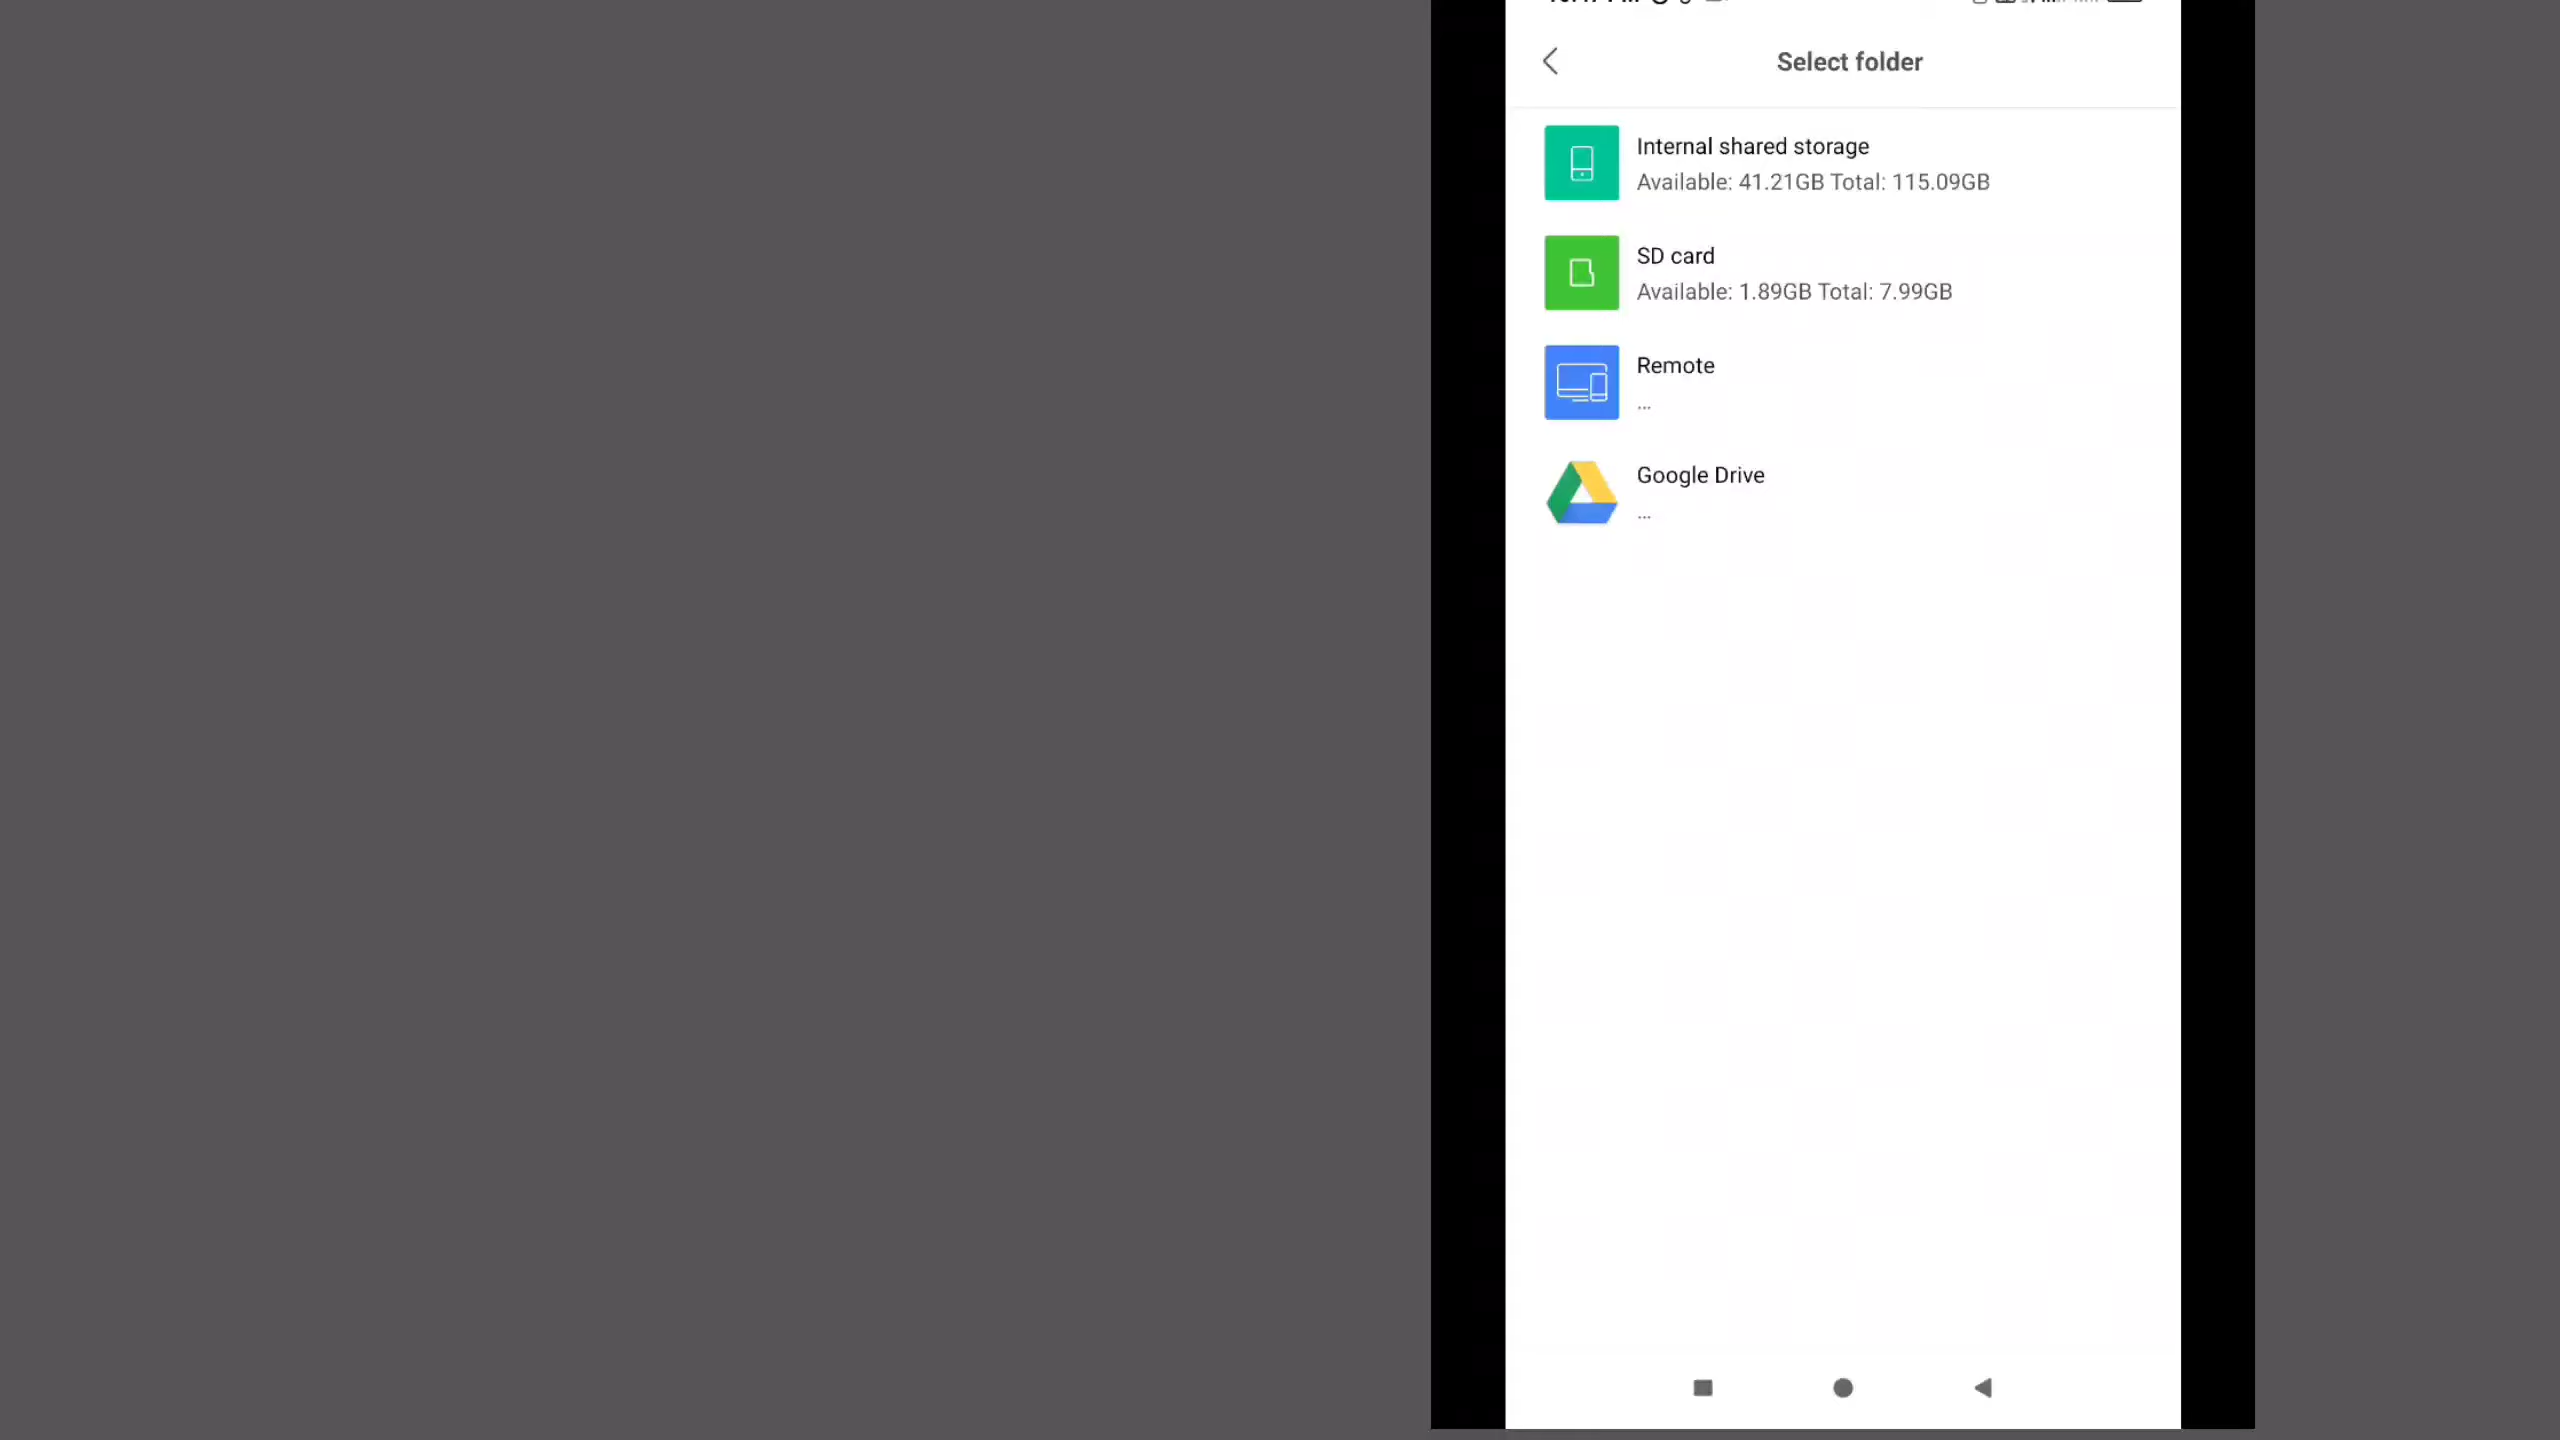 Select folder
Internal shared storage
Available: 41.21GB Total: 115.09GB
SD card
Available: 1.89GB Total: 7.99GB
Remote
...
Google Drive
...